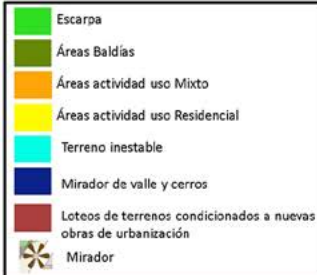 Escarpa
Áreas Baldías
Áreas actividad uso Mixto
Áreas actividad uso Residencial
Terreno inestable
Mirador de valle y cerros
Loteos de terrenos condicionados a nuevas
obras de urbanización
Mirador